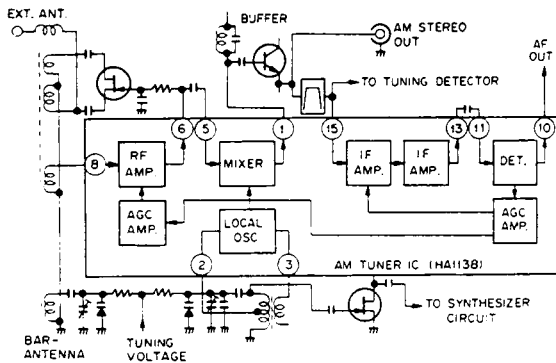 EXT. ANT.
BUFFER
AM STEREO
OUT
AF
OUT
TO TUNING DETECTOR
6
5
1
15
13
11
10
8
RF
AMP.
MIXER
I.F
AMP.
I.F
AMP.
DET.
AGC
AMP.
LOCAL
OSC
AGC
AMP.
2
3
AM TUNER IC (HA1138)
BAR-
ANTENNA
TUNING
VOLTAGE
TO SYNTHESIZER
CIRCUIT